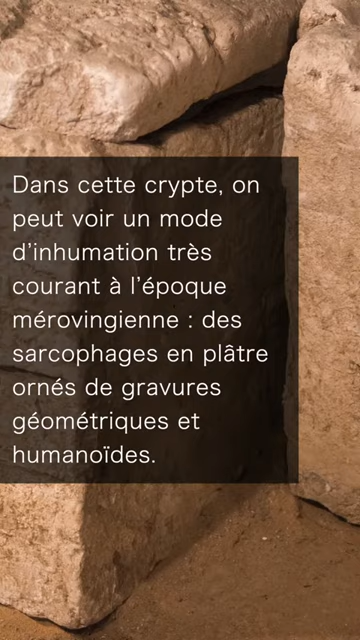 Dans cette crypte, on
peut voir un mode
d’inhumation très
courant à l’époque
mérovingienne : des
sarcophages en plâtre
ornés de gravures
géométriques et
humanoïdes.